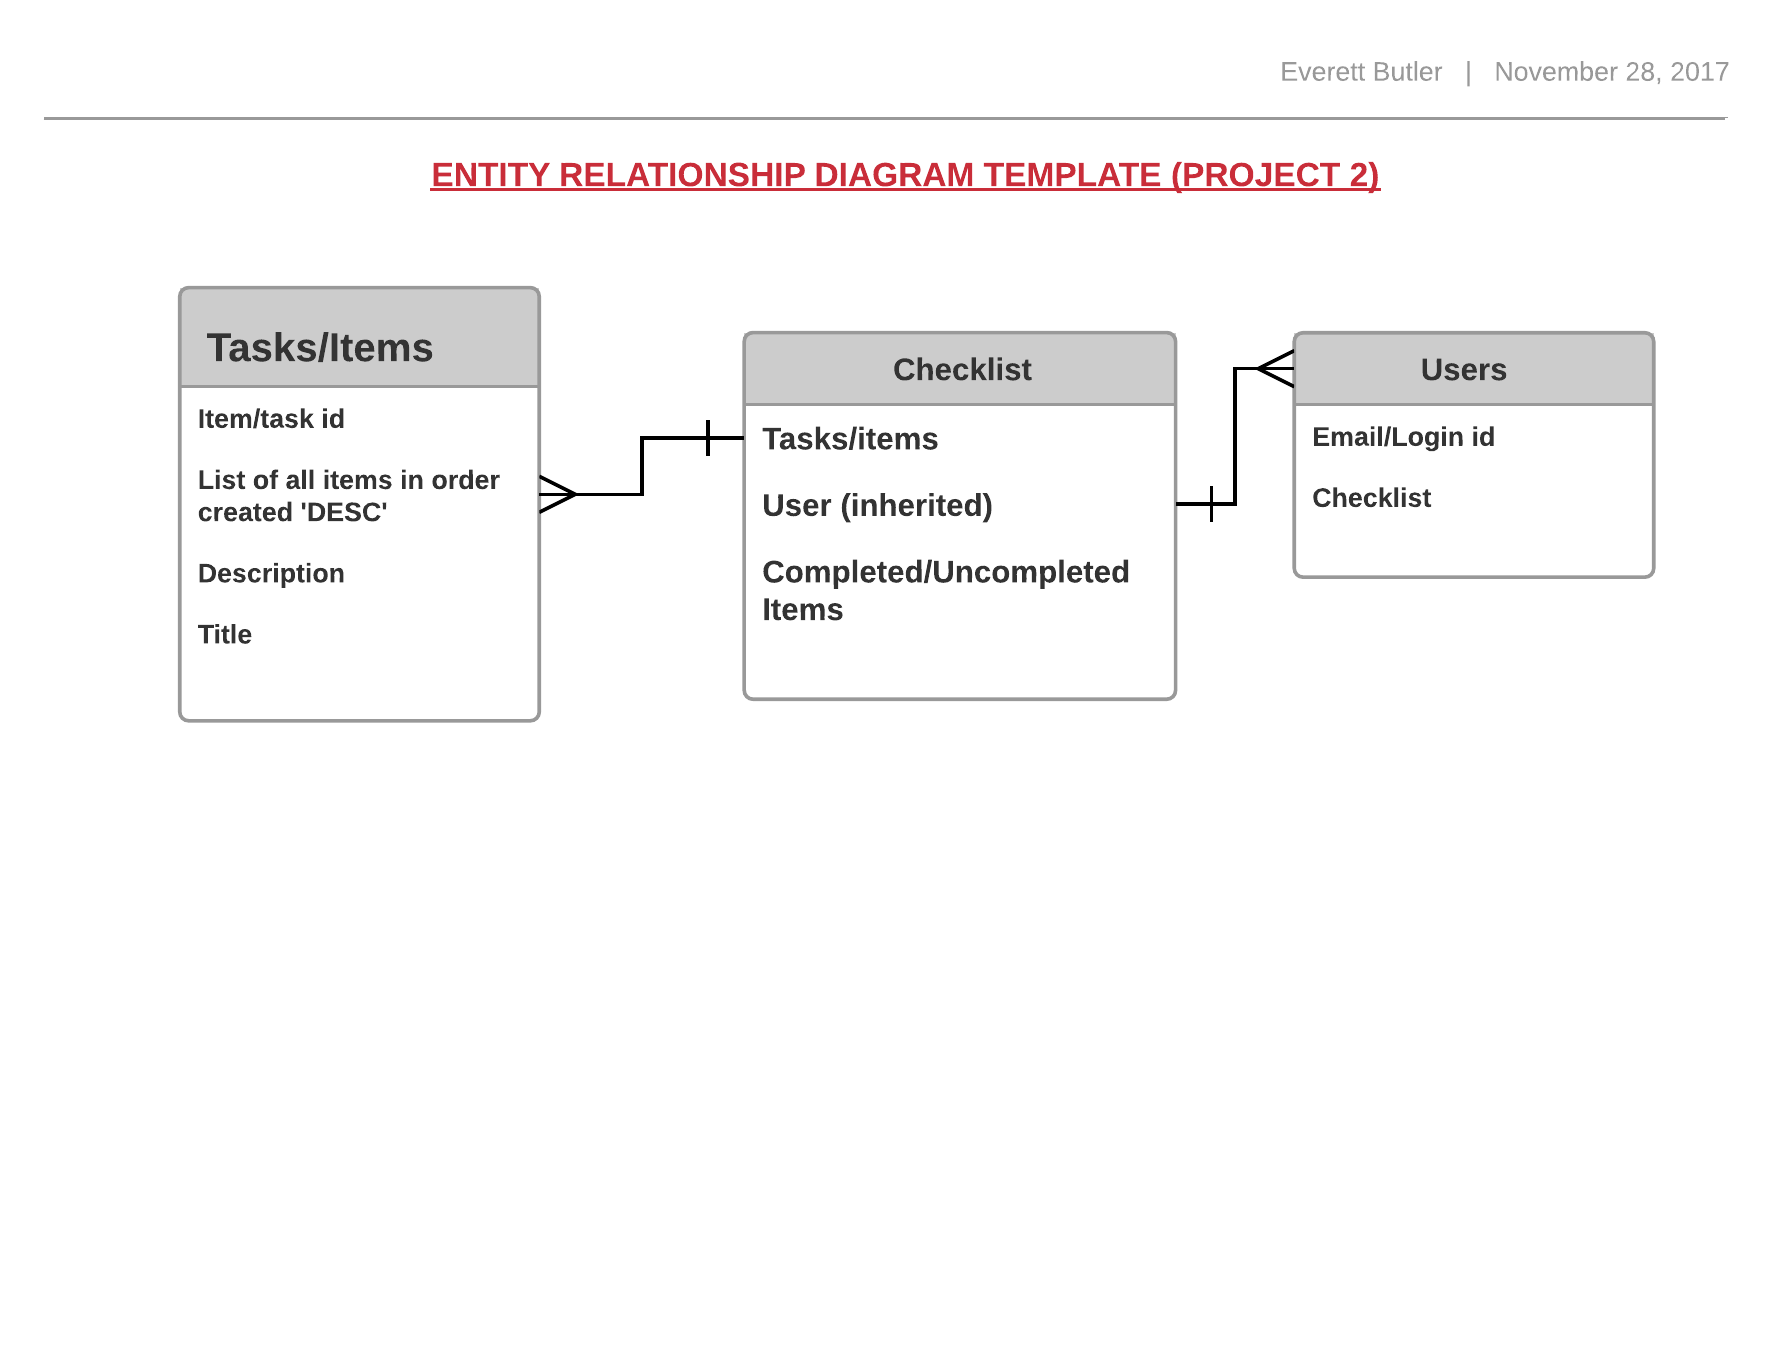 Everett Butler | November 28, 2017
ENTITY RELATIONSHIP DIAGRAM TEMPLATE (PROJECT 2)
Tasks/Items
Item/task id
List of all items in order
created 'DESC'
Description
Title
Checklist
Tasks/items
User (inherited)
Completed/Uncompleted
Items
Users
Email/Login id
Checklist